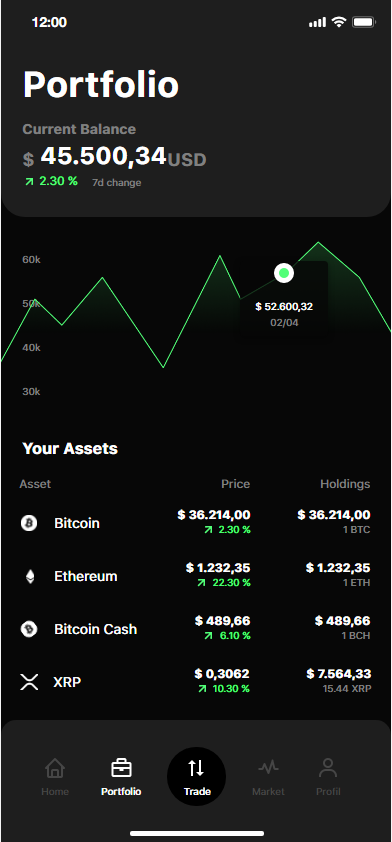 12:00
Portfolio
Current Balance
$ 45.500,34USD
2.30 % 7d change
60k
50k
$ 52.600,32
02/04
40k
30k
Your Assets
Asset Price Holdings
Bitcoin $ 36.214,00 $ 36.214,00
2.30 % 1 BTC
Ethereum $ 1.232,35 $ 1.232,35
22.30 % 1 ETH
Bitcoin Cash $ 489,66 $ 489,66
6.10 % 1 BCH
XRP $ 0,3062 $ 7.564,33
10.30 % 15.44 XRP
Home Portfolio Trade Market Profil